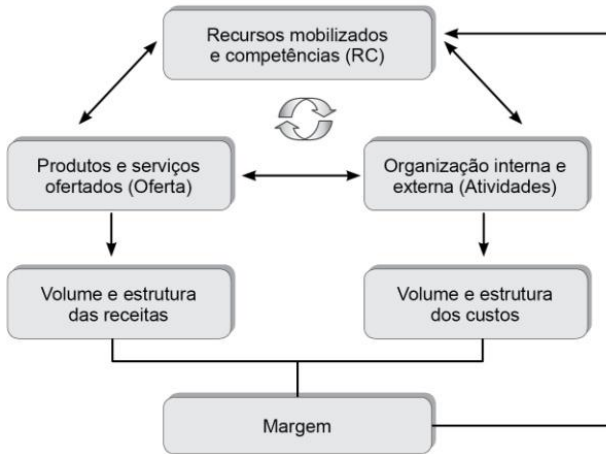 Recursos mobilizados
e competências (RC)
Produtos e serviços
ofertados (Oferta)
Organização interna e
externa (Atividades)
Volume e estrutura
das receitas
Volume e estrutura
dos custos
Margem